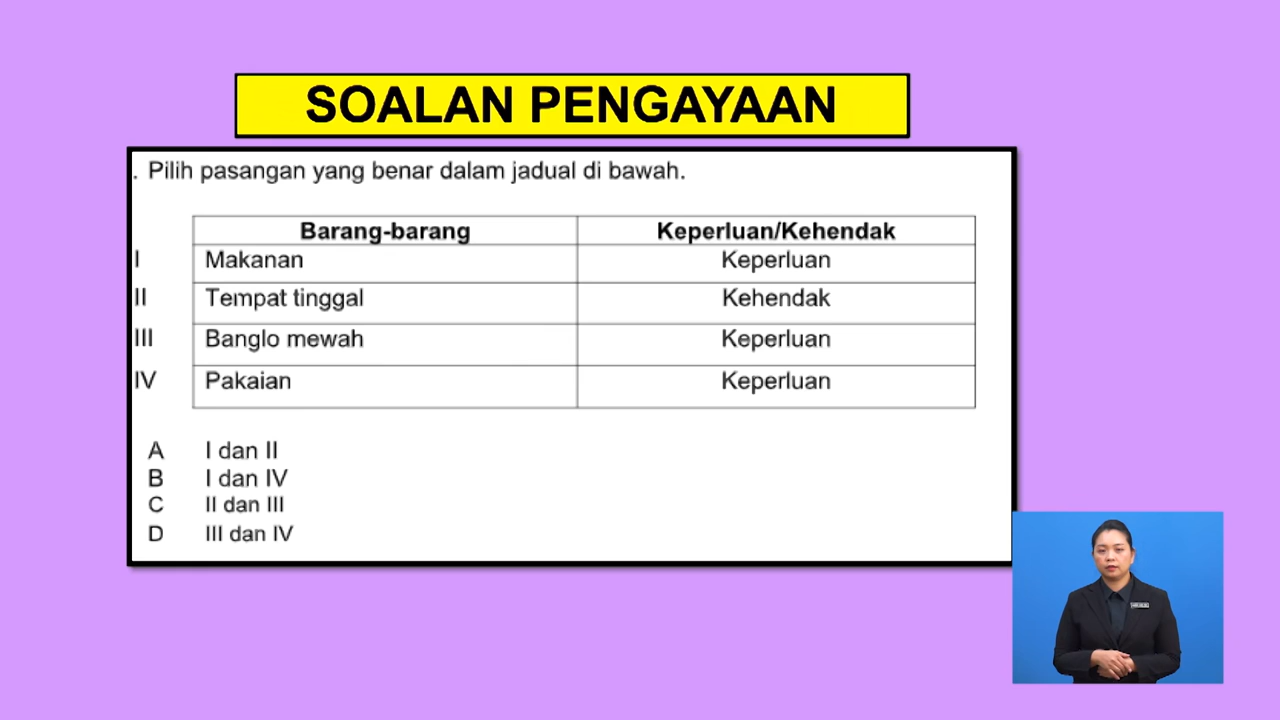 SOALAN PENGAYAAN
. Pilih pasangan yang benar dalam jadual di bawah.
Barang-barang Keperluan/Kehendak
I Makanan Keperluan
II Tempat tinggal Kehendak
III Banglo mewah Keperluan
IV Pakaian Keperluan
A I dan II
B I dan IV
C II dan III
D III dan IV